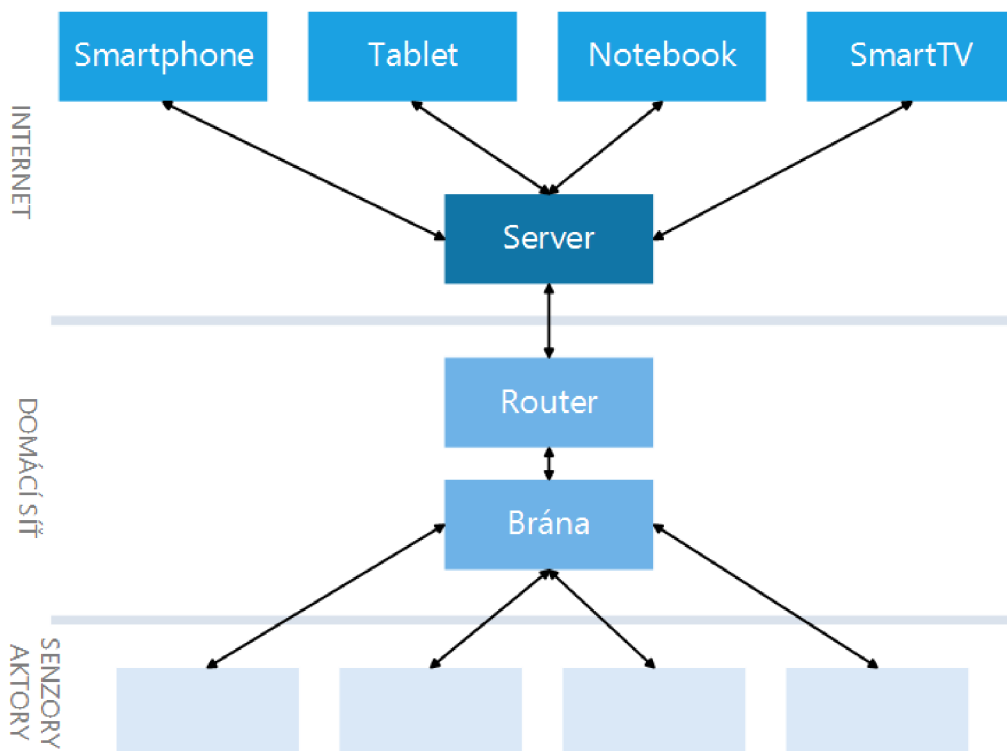 Smartphone
Tablet
Notebook
SmartTV
INTERNET
Server
DOMÁCÍ SÍŤ
Router
Brána
SENZORY
AKTORY